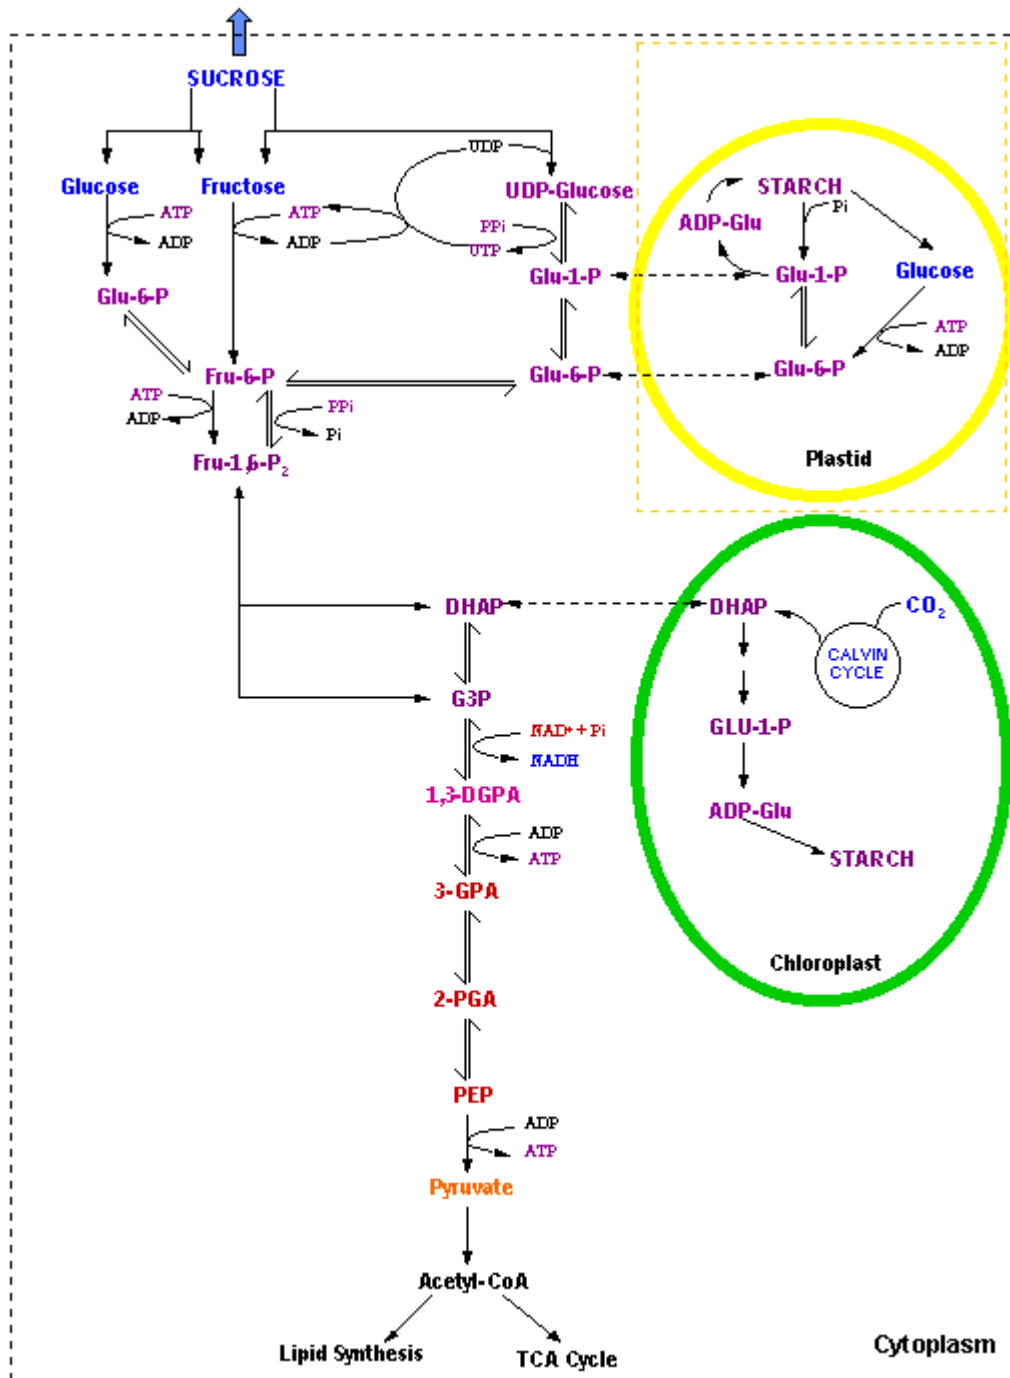 SUCROSE
Glucose
Fructose
UDP
UDP-Glucose
STARCH
ATP
ADP
ATP
ADP
PPi
UTP
ADP-Glu
Pi
Glu-6-P
Glu-1-P
Glu-1-P
Glucose
ATP
ADP
Fru-6-P
Glu-6-P
Glu-6-P
ATP
ADP
PPi
Pi
Fru-1,6-P₂
Plastid
DHAP
DHAP
CO₂
CALVIN
CYCLE
G3P
GLU-1-P
NAD⁺+Pi
NADH
1,3-DGPA
ADP-Glu
ADP
ATP
STARCH
3-GPA
Chloroplast
2-PGA
PEP
ADP
ATP
Pyruvate
Acetyl-CoA
Lipid Synthesis
TCA Cycle
Cytoplasm